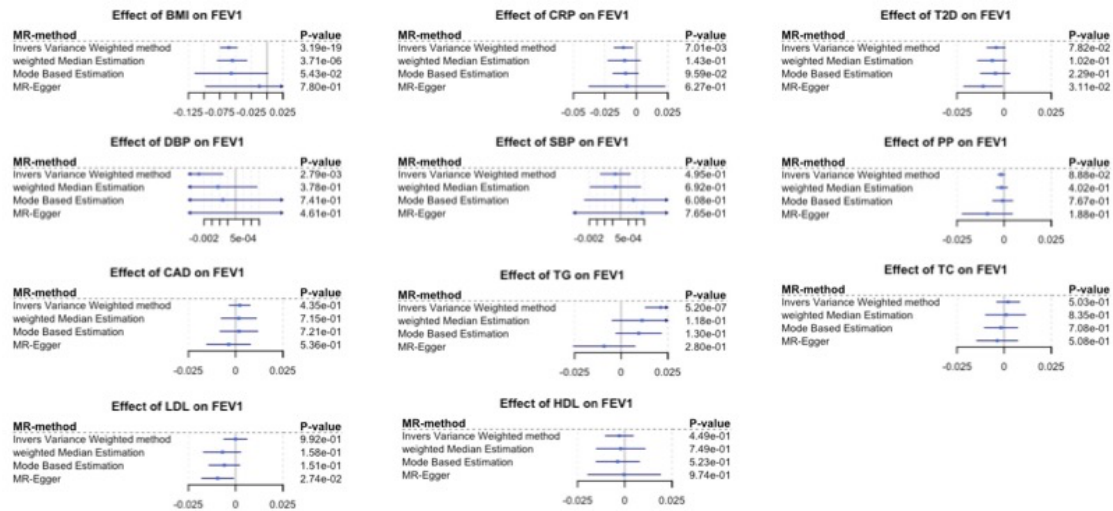 Effect of BMI on FEV1
MR-method P-value
Invers Variance Weighted method 3.19e-19
weighted Median Estimation 3.71e-06
Mode Based Estimation 5.43e-02
MR-Egger 7.80e-01
-0.125 -0.075 -0.025 0.025
Effect of CRP on FEV1
MR-method P-value
Invers Variance Weighted method 7.01e-03
weighted Median Estimation 1.43e-01
Mode Based Estimation 9.59e-02
MR-Egger 6.27e-01
-0.05 -0.025 0 0.025
Effect of T2D on FEV1
MR-method P-value
Invers Variance Weighted method 7.82e-02
weighted Median Estimation 1.02e-01
Mode Based Estimation 2.29e-01
MR-Egger 3.11e-02
-0.025 0 0.025
Effect of DBP on FEV1
MR-method P-value
Invers Variance Weighted method 2.79e-03
weighted Median Estimation 3.78e-01
Mode Based Estimation 7.41e-01
MR-Egger 4.61e-01
-0.002 5e-04
Effect of SBP on FEV1
MR-method P-value
Invers Variance Weighted method 4.95e-01
weighted Median Estimation 6.92e-01
Mode Based Estimation 6.08e-01
MR-Egger 7.65e-01
-0.002 5e-04
Effect of PP on FEV1
MR-method P-value
Invers Variance Weighted method 8.88e-02
weighted Median Estimation 4.02e-01
Mode Based Estimation 7.67e-01
MR-Egger 1.88e-01
-0.025 0 0.025
Effect of CAD on FEV1
MR-method P-value
Invers Variance Weighted method 4.35e-01
weighted Median Estimation 7.15e-01
Mode Based Estimation 7.21e-01
MR-Egger 5.36e-01
-0.025 0 0.025
Effect of TG on FEV1
MR-method P-value
Invers Variance Weighted method 5.20e-07
weighted Median Estimation 1.18e-01
Mode Based Estimation 1.30e-01
MR-Egger 2.80e-01
-0.025 0 0.025
Effect of TC on FEV1
MR-method P-value
Invers Variance Weighted method 5.03e-01
weighted Median Estimation 8.35e-01
Mode Based Estimation 7.08e-01
MR-Egger 5.08e-01
-0.025 0 0.025
Effect of LDL on FEV1
MR-method P-value
Invers Variance Weighted method 9.92e-01
weighted Median Estimation 1.58e-01
Mode Based Estimation 1.51e-01
MR-Egger 2.74e-02
-0.025 0 0.025
Effect of HDL on FEV1
MR-method P-value
Invers Variance Weighted method 4.49e-01
weighted Median Estimation 7.49e-01
Mode Based Estimation 5.23e-01
MR-Egger 9.74e-01
-0.025 0 0.025